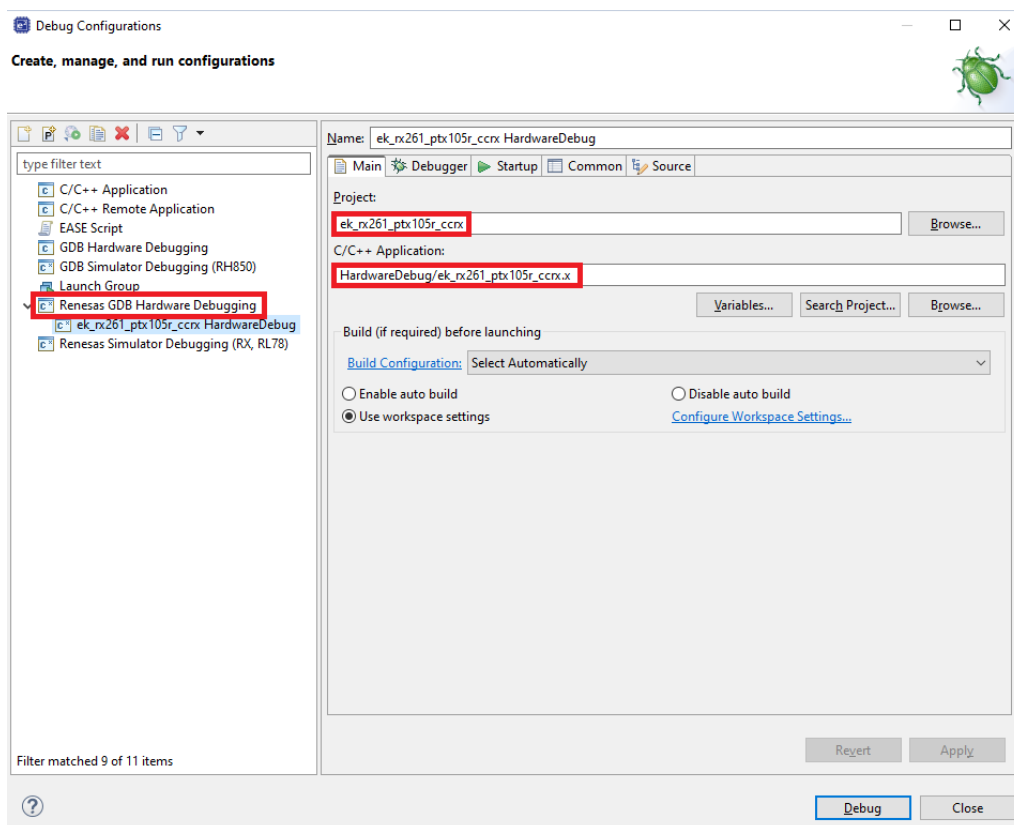 Debug Configurations
Create, manage, and run configurations
type filter text
C/C++ Application
C/C++ Remote Application
EASE Script
GDB Hardware Debugging
GDB Simulator Debugging (RH850)
Launch Group
Renesas GDB Hardware Debugging
ek_rx261_ptx105r_ccrx HardwareDebug
Renesas Simulator Debugging (RX, RL78)
Filter matched 9 of 11 items
Name: ek_rx261_ptx105r_ccrx HardwareDebug
Main Debugger Startup Common Source
Project:
ek_rx261_ptx105r_ccrx Browse...
C/C++ Application:
HardwareDebug/ek_rx261_ptx105r_ccrx.x
Variables... Search Project... Browse...
Build (if required) before launching
Build Configuration: Select Automatically
Enable auto build Disable auto build
Use workspace settings Configure Workspace Settings...
Revert Apply
? Debug Close